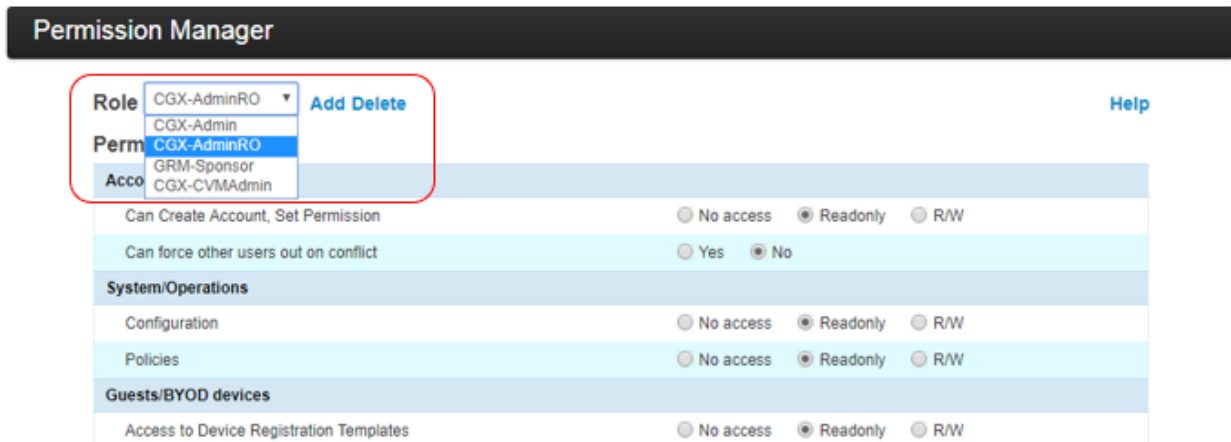 Permission Manager
Role CGX-AdminRO Add Delete Help
CGX-Admin
Perm CGX-AdminRO
GRM-Sponsor
Acco CGX-CVMAdmin
Can Create Account, Set Permission No access Readonly R/W
Can force other users out on conflict Yes No
System/Operations
Configuration No access Readonly R/W
Policies No access Readonly R/W
Guests/BYOD devices
Access to Device Registration Templates No access Readonly R/W